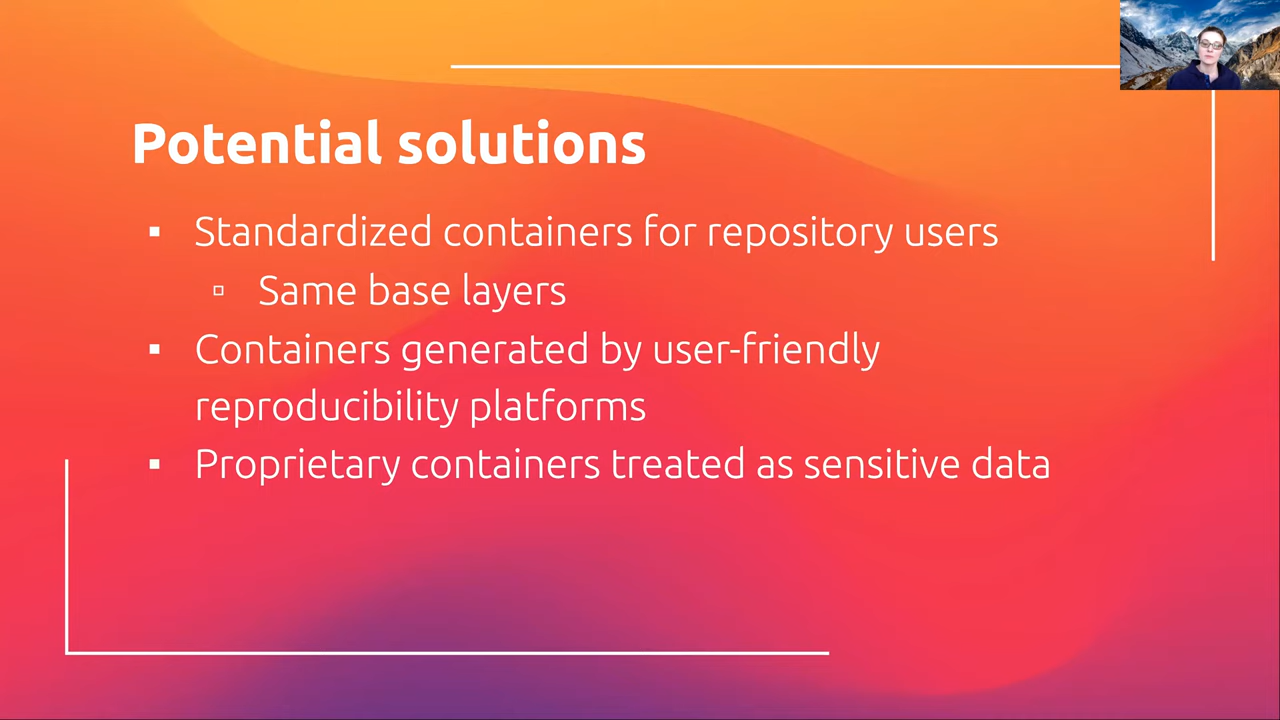 Potential solutions
Standardized containers for repository users
Same base layers
Containers generated by user-friendly
reproducibility platforms
Proprietary containers treated as sensitive data